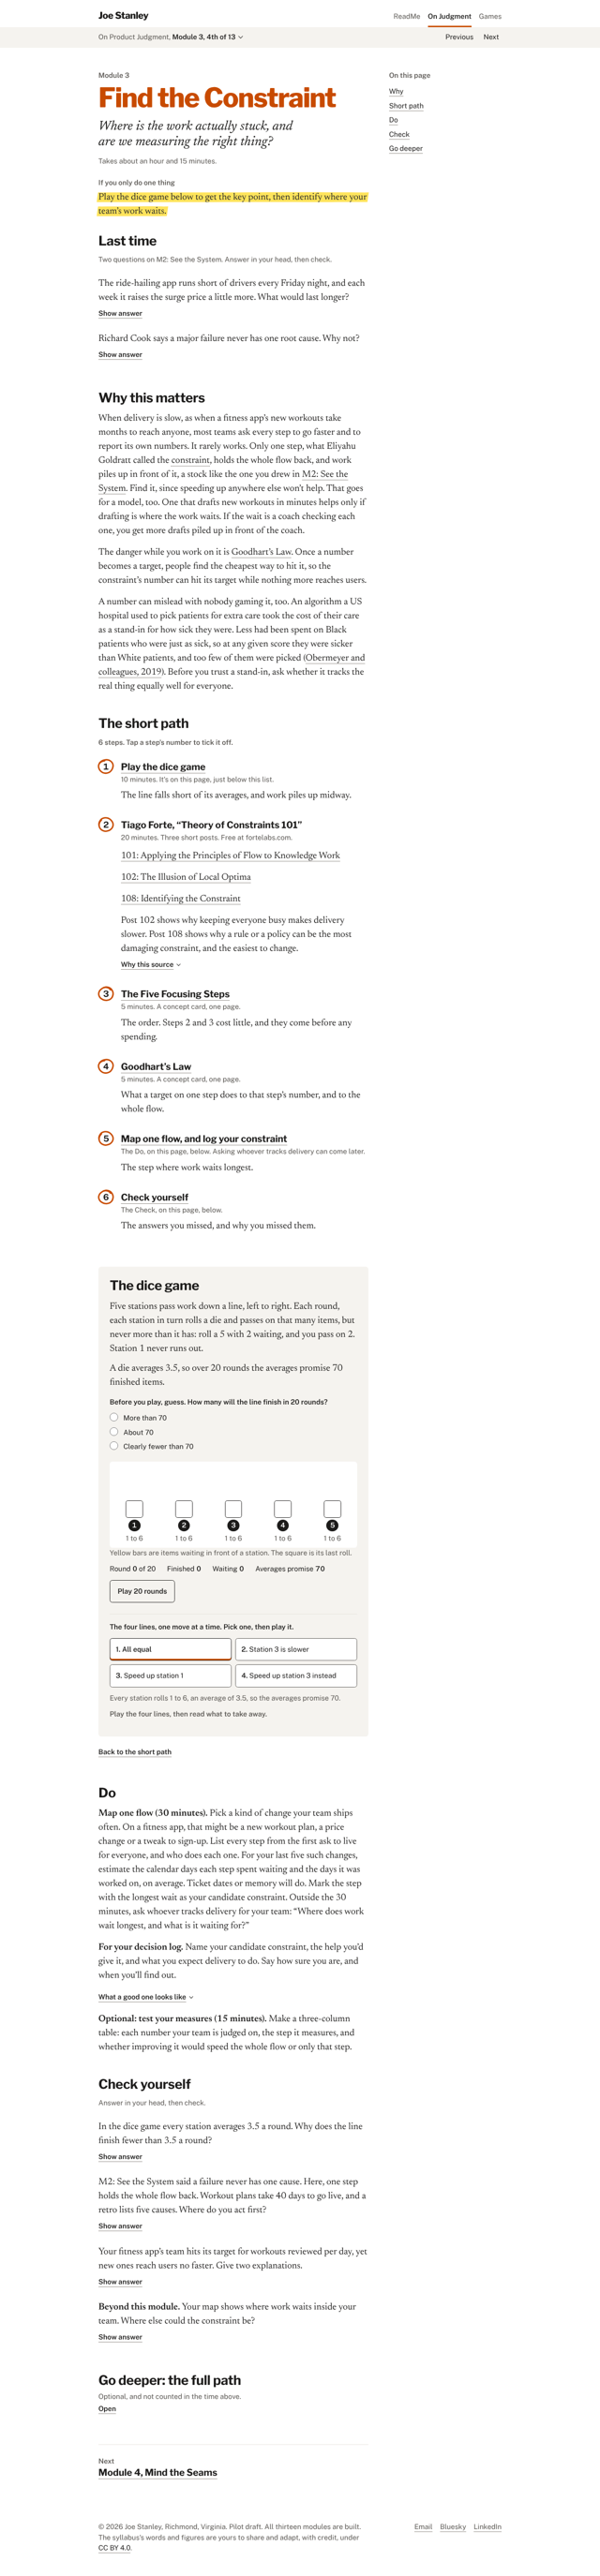 Joe Stanley
ReadMe On Judgment Games
On Product Judgment, Module 3, 4th of 13
Previous Next
Module 3
Find the Constraint
Where is the work actually stuck, and
are we measuring the right thing?
Takes about an hour and 15 minutes.
On this page
Why
Short path
Do
Check
Go deeper
If you only do one thing
Play the dice game below to get the key point, then identify where your
team's work waits.
Last time
Two questions on M2: See the System. Answer in your head, then check.
The ride-hailing app runs short of drivers every Friday night, and each
week it raises the surge price a little more. What would last longer?
Show answer
Richard Cook says a major failure never has one root cause. Why not?
Show answer
Why this matters
When delivery is slow, as when a fitness app's new workouts take
months to reach anyone, most teams ask every step to go faster and to
report its own numbers. It rarely works. Only one step, what Eliyahu
Goldratt called the constraint, holds the whole flow back, and work
piles up in front of it, a stock like the one you drew in M2: See the
System. Find it, since speeding up anywhere else won't help. That goes
for a model, too. One that drafts new workouts in minutes helps only if
drafting is where the work waits. If the wait is a coach checking each
one, you get more drafts piled up in front of the coach.
The danger while you work on it is Goodhart's Law. Once a number
becomes a target, people find the cheapest way to hit it, so the
constraint's number can hit its target while nothing more reaches users.
A number can mislead with nobody gaming it, too. An algorithm a US
hospital used to pick patients for extra care took the cost of their care
as a stand-in for how sick they were. Less had been spent on Black
patients who were just as sick, so at any given score they were sicker
than White patients, and too few of them were picked (Obermeyer and
colleagues, 2019). Before you trust a stand-in, ask whether it tracks the
real thing equally well for everyone.
The short path
6 steps. Tap a step's number to tick it off.
1 Play the dice game
10 minutes. It's on this page, just below this list.
The line falls short of its averages, and work piles up midway.
2 Tiago Forte, “Theory of Constraints 101”
20 minutes. Three short posts. Free at fortelabs.com.
101: Applying the Principles of Flow to Knowledge Work
102: The Illusion of Local Optima
108: Identifying the Constraint
Post 102 shows why keeping everyone busy makes delivery
slower. Post 108 shows why a rule or a policy can be the most
damaging constraint, and the easiest to change.
Why this source
3 The Five Focusing Steps
5 minutes. A concept card, one page.
The order. Steps 2 and 3 cost little, and they come before any
spending.
4 Goodhart's Law
5 minutes. A concept card, one page.
What a target on one step does to that step's number, and to the
whole flow.
5 Map one flow, and log your constraint
The Do, on this page, below. Asking whoever tracks delivery can come later.
The step where work waits longest.
6 Check yourself
The Check, on this page, below.
The answers you missed, and why you missed them.
The dice game
Five stations pass work down a line, left to right. Each round,
each station in turn rolls a die and passes on that many items, but
never more than it has: roll a 5 with 2 waiting, and you pass on 2.
Station 1 never runs out.
A die averages 3.5, so over 20 rounds the averages promise 70
finished items.
Before you play, guess. How many will the line finish in 20 rounds?
More than 70
About 70
Clearly fewer than 70
1 2 3 4 5
1 to 6 1 to 6 1 to 6 1 to 6 1 to 6
Yellow bars are items waiting in front of a station. The square is its last roll.
Round 0 of 20 Finished 0 Waiting 0 Averages promise 70
Play 20 rounds
The four lines, one move at a time. Pick one, then play it.
1. All equal 2. Station 3 is slower
3. Speed up station 1 4. Speed up station 3 instead
Every station rolls 1 to 6, an average of 3.5, so the averages promise 70.
Play the four lines, then read what to take away.
Back to the short path
Do
Map one flow (30 minutes). Pick a kind of change your team ships
often. On a fitness app, that might be a new workout plan, a price
change or a tweak to sign-up. List every step from the first ask to live
for everyone, and who does each one. For your last five such changes,
estimate the calendar days each step spent waiting and the days it was
worked on, on average. Ticket dates or memory will do. Mark the step
with the longest wait as your candidate constraint. Outside the 30
minutes, ask whoever tracks delivery for your team: “Where does work
wait longest, and what is it waiting for?”
For your decision log. Name your candidate constraint, the help you'd
give it, and what you expect delivery to do. Say how sure you are, and
when you'll find out.
What a good one looks like
Optional: test your measures (15 minutes). Make a three-column
table: each number your team is judged on, the step it measures, and
whether improving it would speed the whole flow or only that step.
Check yourself
Answer in your head, then check.
In the dice game every station averages 3.5 a round. Why does the line
finish fewer than 3.5 a round?
Show answer
M2: See the System said a failure never has one cause. Here, one step
holds the whole flow back. Workout plans take 40 days to go live, and a
retro lists five causes. Where do you act first?
Show answer
Your fitness app's team hits its target for workouts reviewed per day, yet
new ones reach users no faster. Give two explanations.
Show answer
Beyond this module. Your map shows where work waits inside your
team. Where else could the constraint be?
Show answer
Go deeper: the full path
Optional, and not counted in the time above.
Open
Next
Module 4, Mind the Seams
© 2026 Joe Stanley, Richmond, Virginia. Pilot draft. All thirteen modules are built.
The syllabus's words and figures are yours to share and adapt, with credit, under
CC BY 4.0.
Email Bluesky LinkedIn